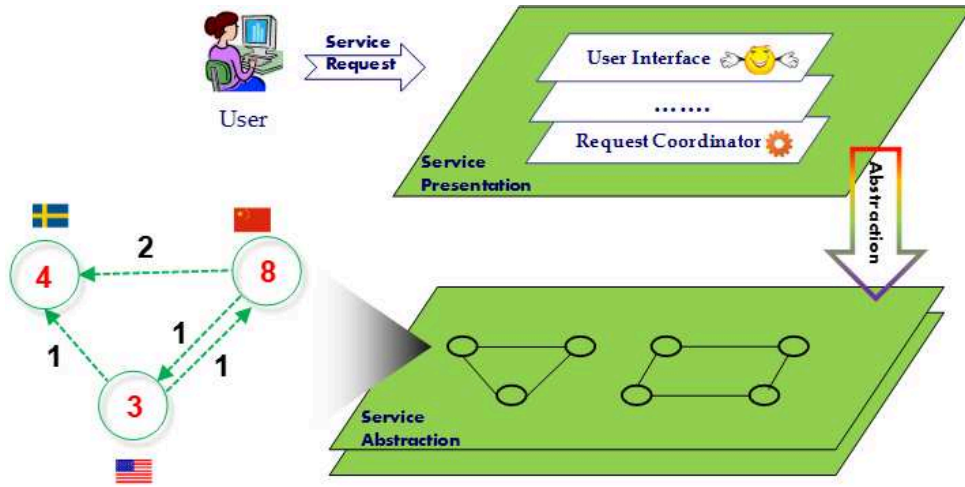 Service
Request
User
User Interface
.......
Request Coordinator
Service
Presentation
Abstraction
4
2
8
1
1
1
3
Service
Abstraction